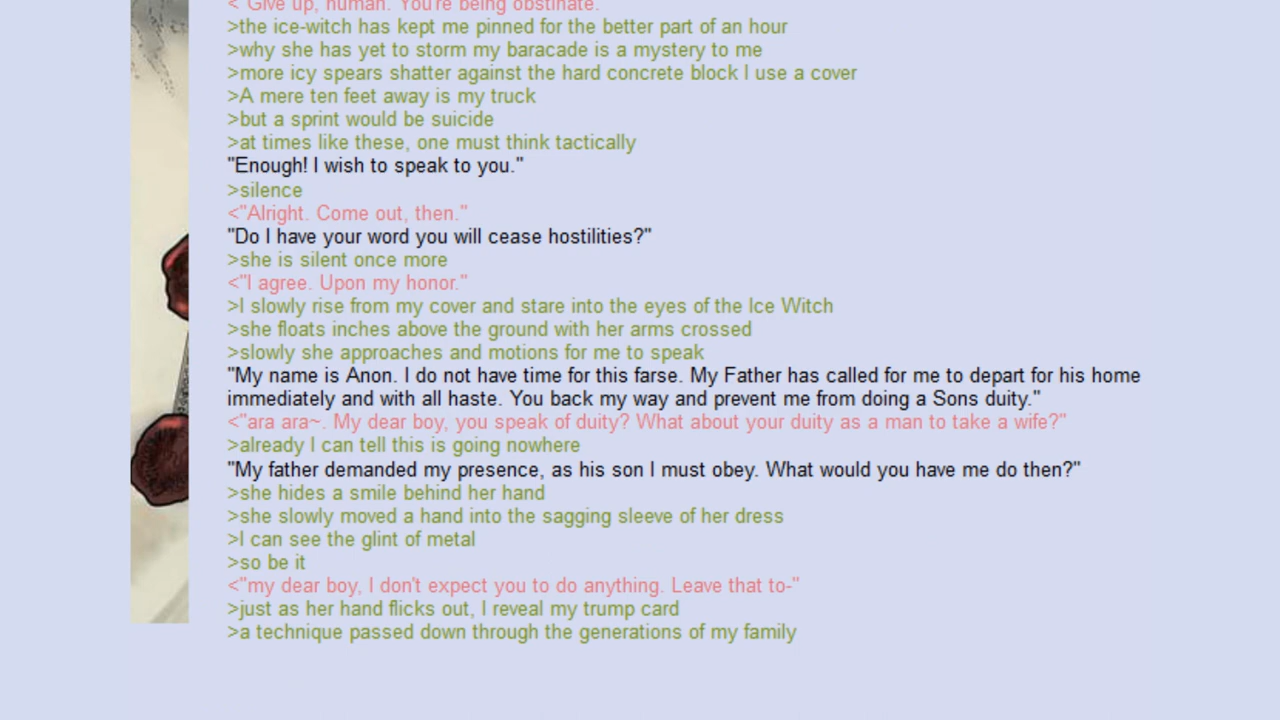 <"Give up, human. You're being obstinate."
>the ice-witch has kept me pinned for the better part of an hour
>why she has yet to storm my baracade is a mystery to me
>more icy spears shatter against the hard concrete block I use a cover
>A mere ten feet away is my truck
>but a sprint would be suicide
>at times like these, one must think tactically
"Enough! I wish to speak to you."
>silence
<"Alright. Come out, then."
"Do I have your word you will cease hostilities?"
>she is silent once more
<"I agree. Upon my honor."
>I slowly rise from my cover and stare into the eyes of the Ice Witch
>she floats inches above the ground with her arms crossed
>slowly she approaches and motions for me to speak
"My name is Anon. I do not have time for this farse. My Father has called for me to depart for his home
immediately and with all haste. You back my way and prevent me from doing a Sons duity."
<"ara ara~. My dear boy, you speak of duity? What about your duity as a man to take a wife?"
>already I can tell this is going nowhere
"My father demanded my presence, as his son I must obey. What would you have me do then?"
>she hides a smile behind her hand
>she slowly moved a hand into the sagging sleeve of her dress
>I can see the glint of metal
>so be it
<"my dear boy, I don't expect you to do anything. Leave that to-"
>just as her hand flicks out, I reveal my trump card
>a technique passed down through the generations of my family